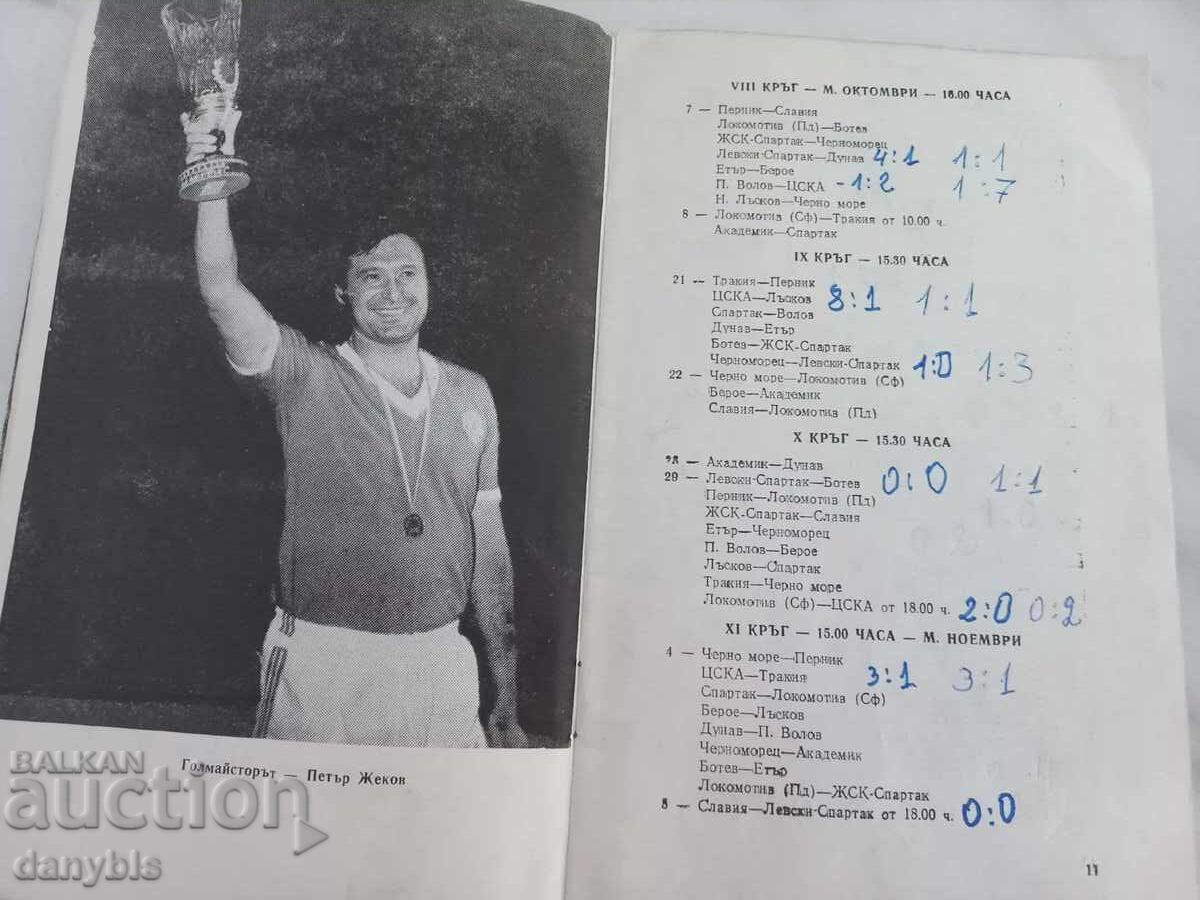 Голмайсторът — Петър Жеков
BALKAN
auction
danybls
VIII КРЪГ — М. ОКТОМВРИ — 16.00 ЧАСА
7 — Перник—Славия
Локомотив (Пд)—Ботев
ЖСК-Спартак—Черноморец
Левски-Спартак—Дунав 4:1 1:1
Етър—Берое
П. Волов—ЦСКА -1:2 1:7
Н. Лъсков—Черно море
8 — Локомотив (Сф)—Тракия от 10.00 ч.
Академик—Спартак
IX КРЪГ — 15.30 ЧАСА
21 — Тракия—Перник
ЦСКА—Лъсков 8:1 1:1
Спартак—Волов
Дунав—Етър
Ботев—ЖСК-Спартак
Черноморец—Левски-Спартак 1:0 1:3
22 — Черно море—Локомотив (Сф)
Берое—Академик
Славия—Локомотив (Пд)
X КРЪГ — 15.30 ЧАСА
28 — Академик—Дунав
29 — Левски-Спартак—Ботев 0:0 1:1
Перник—Локомотив (Пд)
ЖСК-Спартак—Славия
Етър—Черноморец
П. Волов—Берое
Лъсков—Спартак
Тракия—Черно море
Локомотив (Сф)—ЦСКА от 18.00 ч. 2:0 0:2
XI КРЪГ — 15.00 ЧАСА — М. НОЕМВРИ
4 — Черно море—Перник
ЦСКА—Тракия 3:1 3:1
Спартак—Локомотив (Сф)
Берое—Лъсков
Дунав—П. Волов
Черноморец—Академик
Ботев—Етър
Локомотив (Пд)—ЖСК-Спартак
8 — Славия—Левски-Спартак от 18.00 ч. 0:0
11